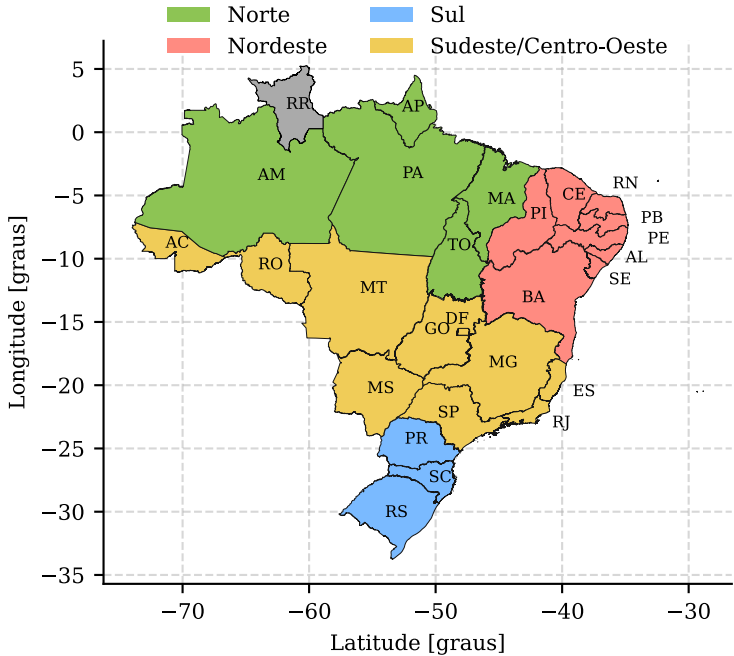 Norte Sul
Nordeste Sudeste/Centro-Oeste
5
0
−5
−10
−15
−20
−25
−30
−35
Longitude [graus]
RR AP
AM PA MA CE RN
PI PB
PE
AC TO AL
RO SE
MT BA
GO DF
MG
MS ES
SP RJ
PR
SC
RS
−70 −60 −50 −40 −30
Latitude [graus]